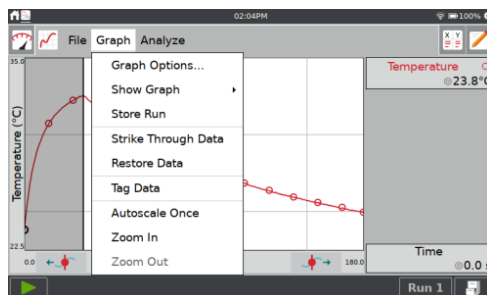 02:04PM
100%
File Graph Analyze
X Y
Graph Options...
Show Graph
Store Run
Strike Through Data
Restore Data
Tag Data
Autoscale Once
Zoom In
Zoom Out
35.0
Temperature (°C)
22.5
0.0
180.0
Temperature
23.8°
Time
0.0 s
Run 1